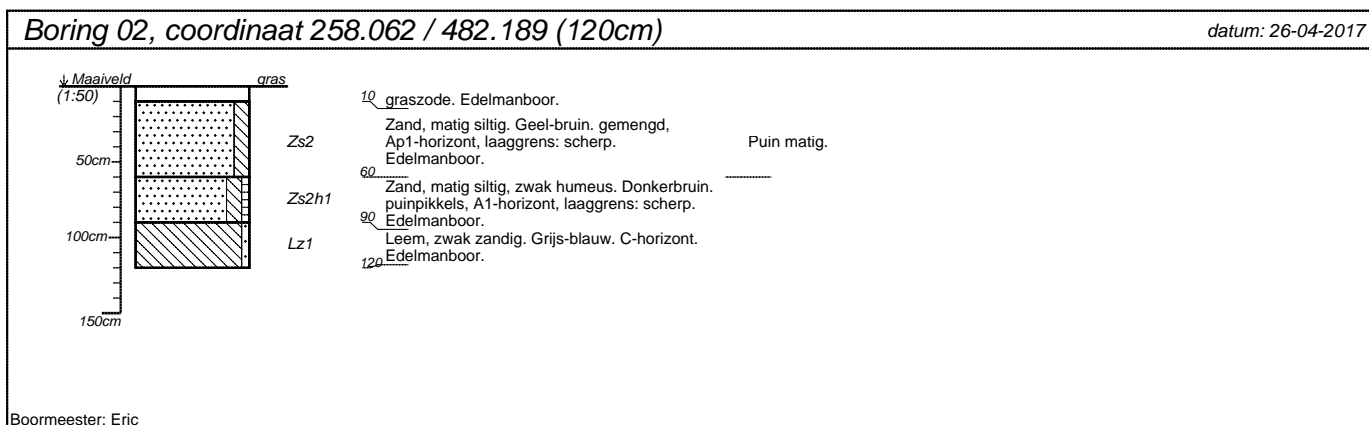 Boring 02, coordinaat 258.062 / 482.189 (120cm)
datum: 26-04-2017
Maaiveld
gras
(1:50)
10 graszode. Edelmanboor.
Zs2
Zand, matig siltig. Geel-bruin. gemengd,
Ap1-horizont, laaggrens: scherp.
Edelmanboor.
Puin matig.
50cm
60
Zs2h1
Zand, matig siltig, zwak humeus. Donkerbruin.
puinpikkels, A1-horizont, laaggrens: scherp.
90 Edelmanboor.
100cm
Lz1
Leem, zwak zandig. Grijs-blauw. C-horizont.
120 Edelmanboor.
150cm
Boormeester: Eric